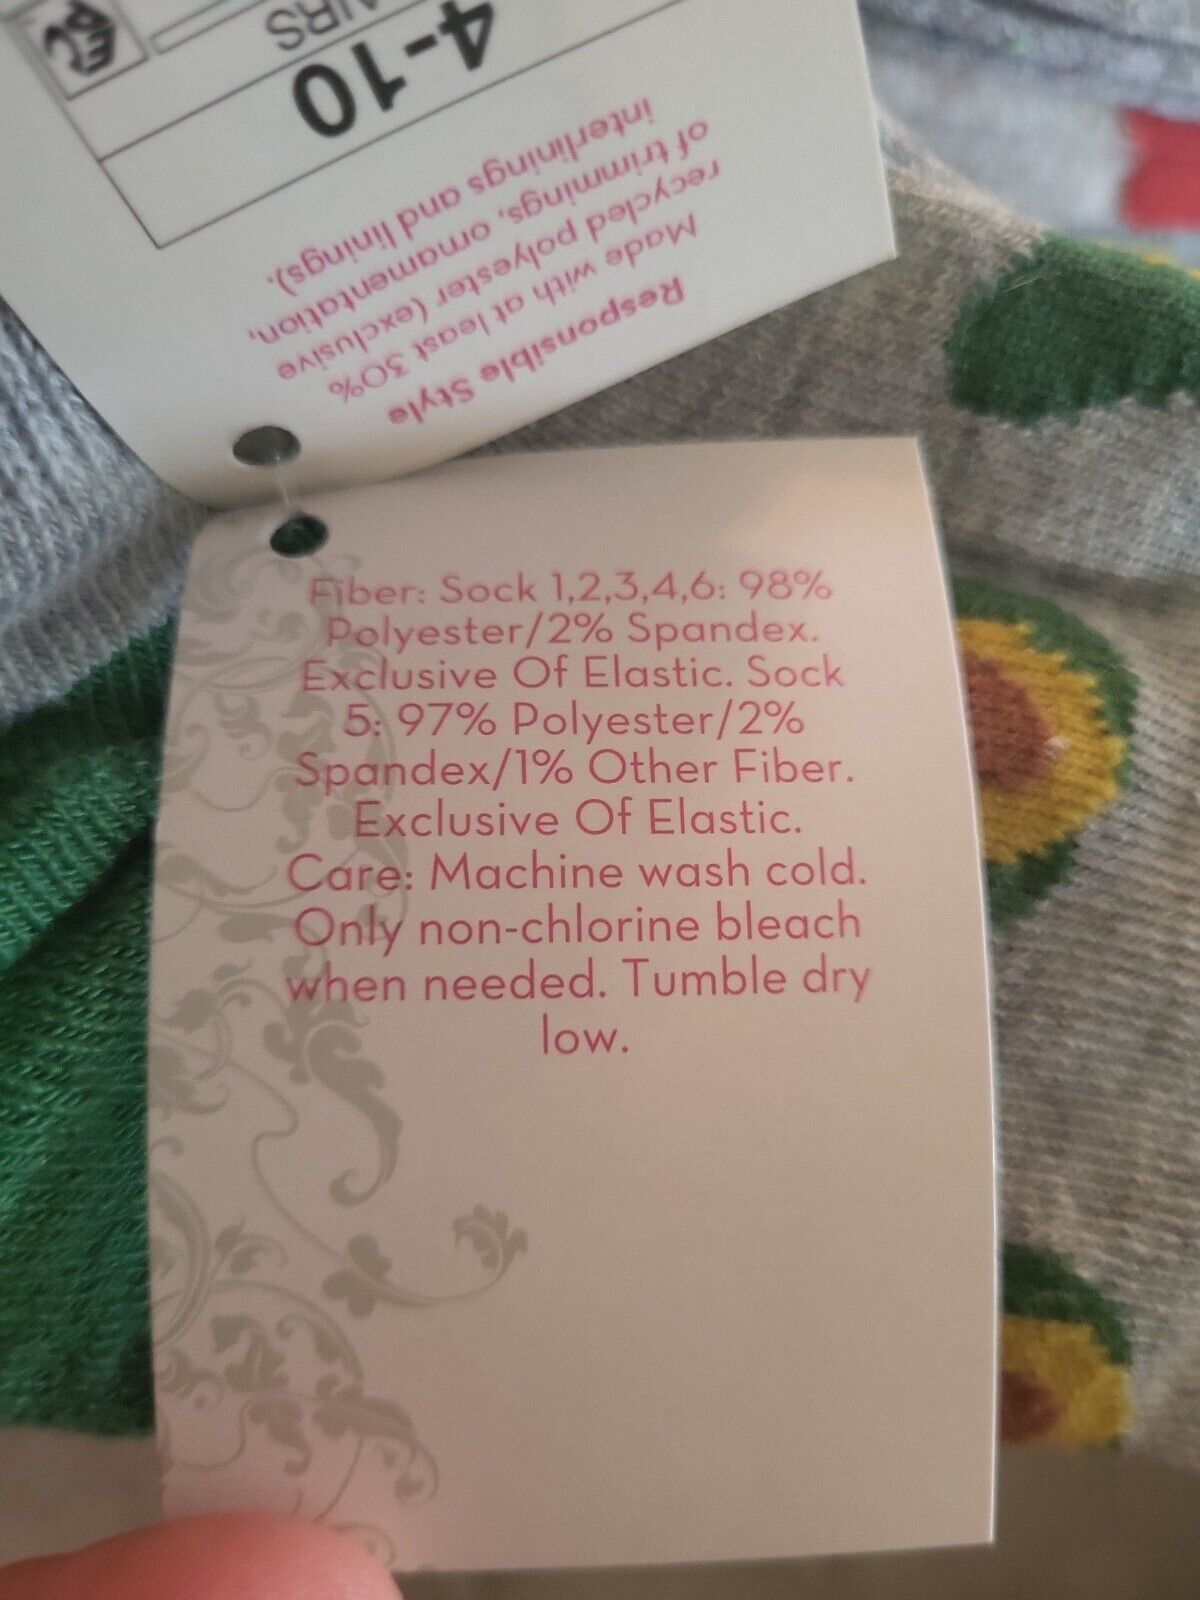 4-10
Responsible Style
Made with at least 30%
recycled polyester (exclusive
of trimmings, ornamentation,
interlinings and linings).
Fiber: Sock 1,2,3,4,6: 98%
Polyester/2% Spandex.
Exclusive Of Elastic. Sock
5: 97% Polyester/2%
Spandex/1% Other Fiber.
Exclusive Of Elastic.
Care: Machine wash cold.
Only non-chlorine bleach
when needed. Tumble dry
low.